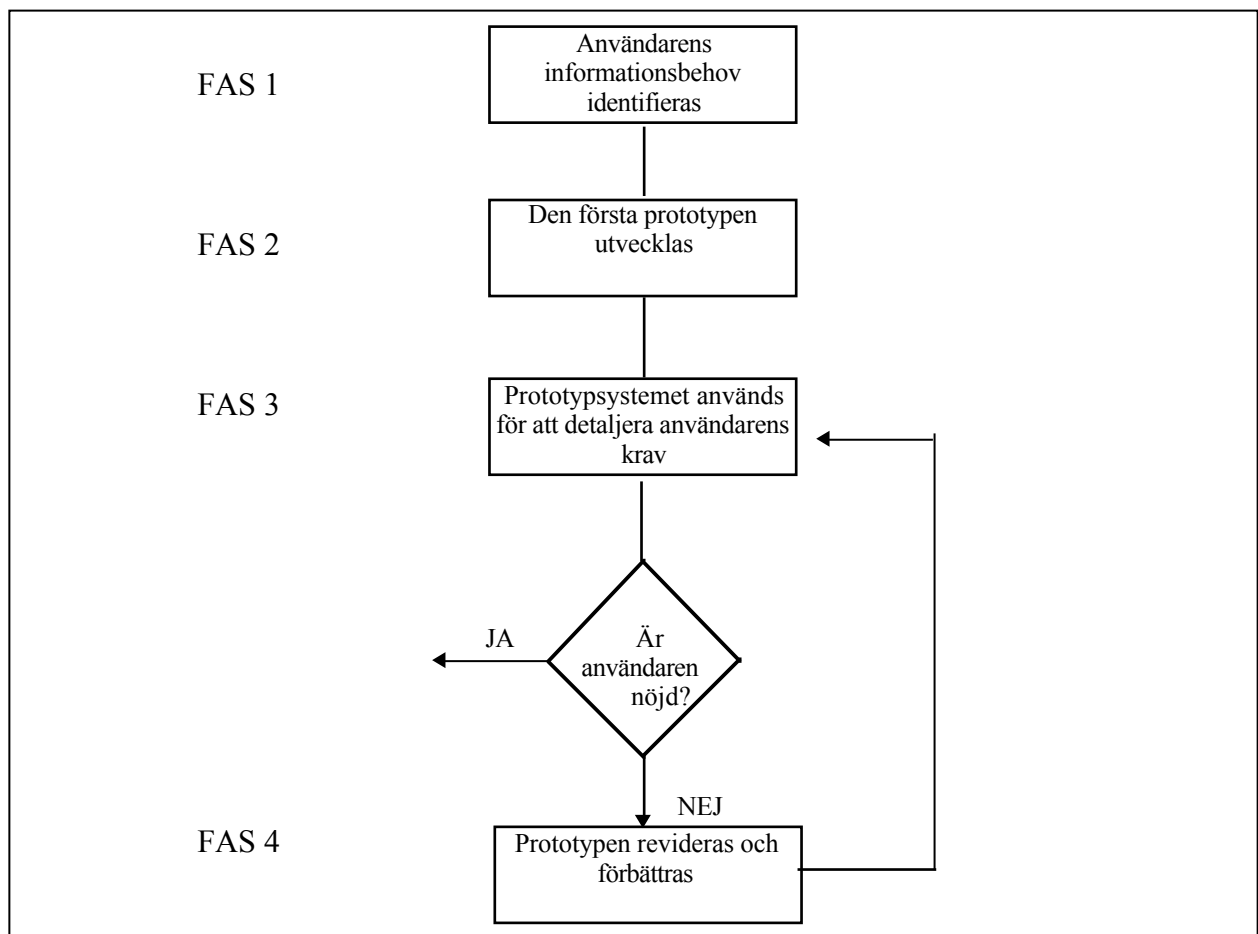 FAS 1
Användarens
informationsbehov
identifieras
FAS 2
Den första prototypen
utvecklas
FAS 3
Prototypsystemet används
för att detaljera användarens
krav
JA
Är
användaren
nöjd?
NEJ
FAS 4
Prototypen revideras och
förbättras